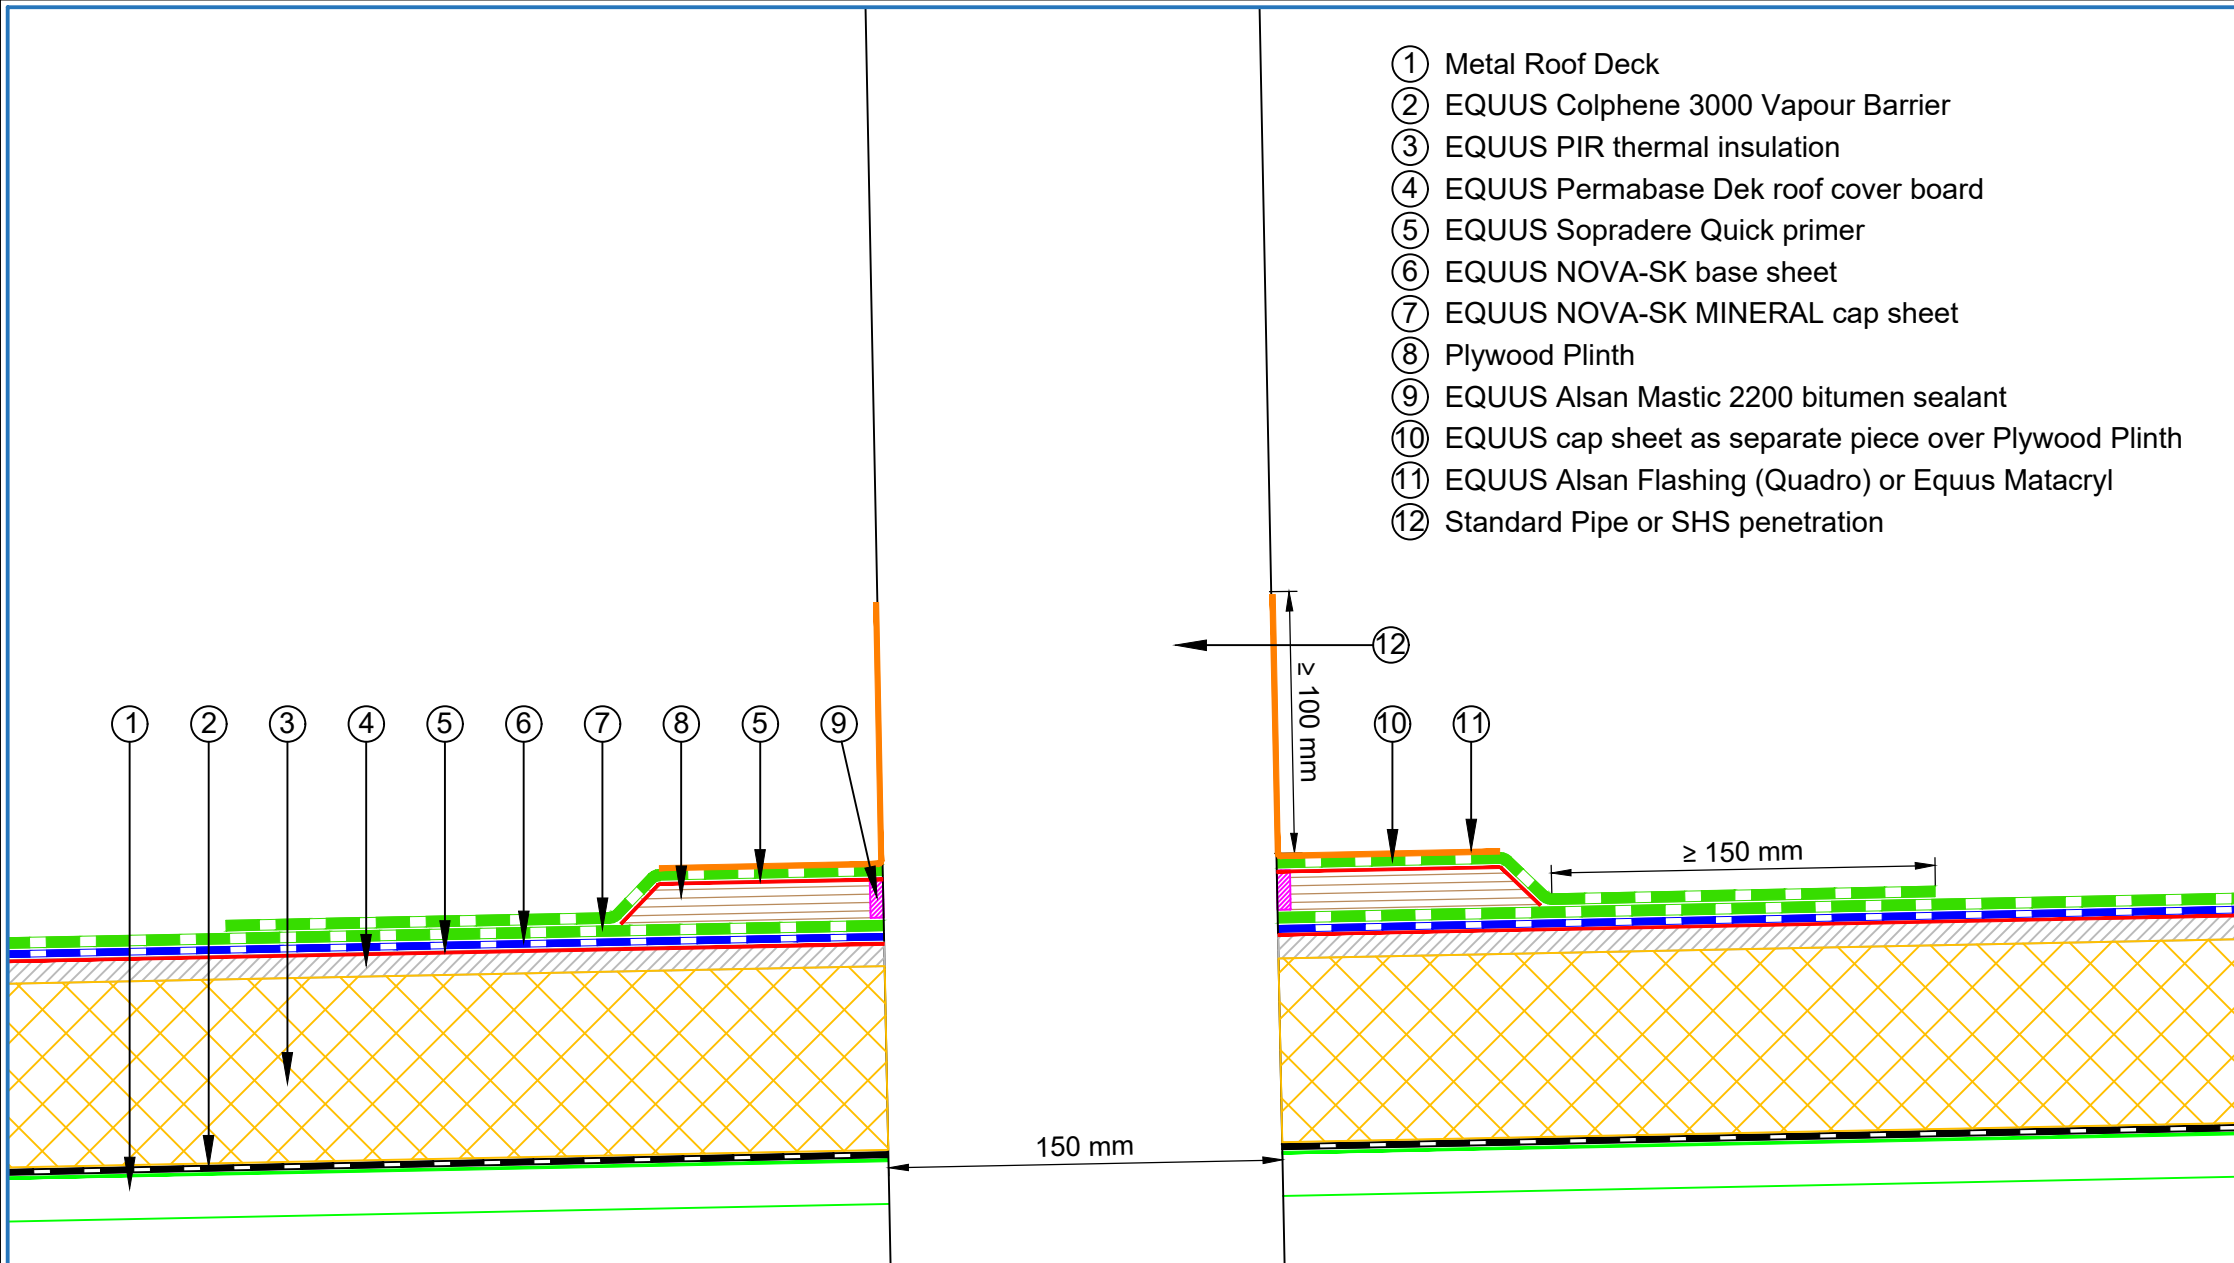 1 Metal Roof Deck
2 EQUUS Colphene 3000 Vapour Barrier
3 EQUUS PIR thermal insulation
4 EQUUS Permabase Dek roof cover board
5 EQUUS Sopradere Quick primer
6 EQUUS NOVA-SK base sheet
7 EQUUS NOVA-SK MINERAL cap sheet
8 Plywood Plinth
9 EQUUS Alsan Mastic 2200 bitumen sealant
10 EQUUS cap sheet as separate piece over Plywood Plinth
11 EQUUS Alsan Flashing (Quadro) or Equus Matacryl
12 Standard Pipe or SHS penetration
12
≥ 100 mm
1 2 3 4 5 6 7 8 5 9 10 11
≥ 150 mm
150 mm